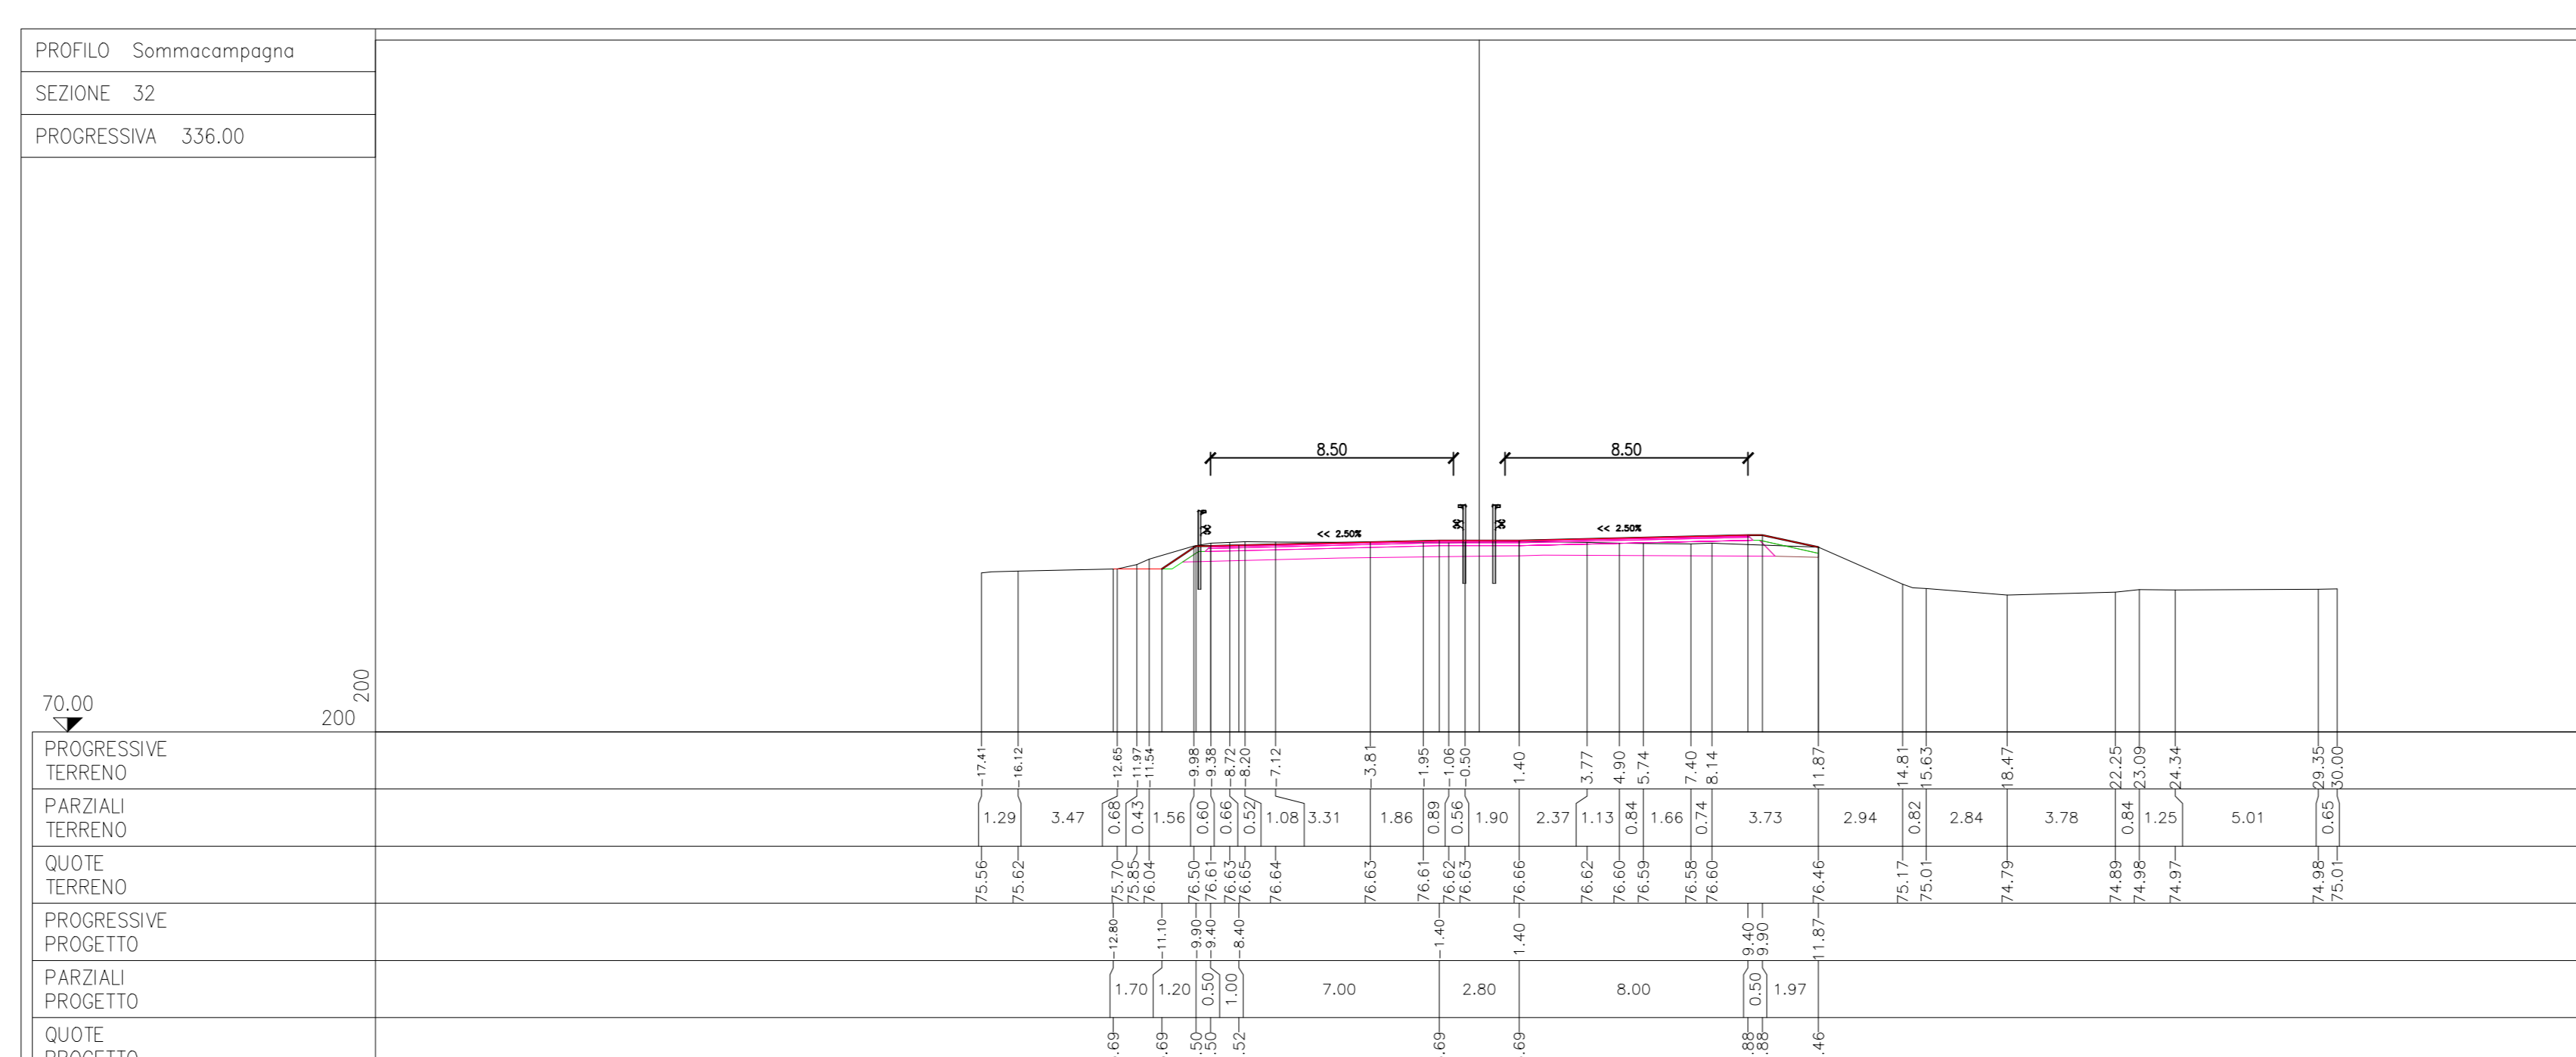 PROFILO Sommacampagna
SEZIONE 32
PROGRESSIVA 336.00
8.50 8.50
<< 2.50% << 2.50%
200
70.00
200
PROGRESSIVE
TERRENO
-17.41 -16.12 -12.65 -11.97 -11.54 -9.98 -9.38 -8.72 -8.20 -7.12 -3.81 -1.95 -1.06 -0.50 1.40 3.77 4.90 5.74 7.40 8.14 11.87 14.81 15.63 18.47 22.25 23.09 24.34 29.35 30.00
PARZIALI
TERRENO
1.29 3.47 0.68 0.43 1.56 0.60 0.66 0.52 1.08 3.31 1.86 0.89 0.56 1.90 2.37 1.13 0.84 1.66 0.74 3.73 2.94 0.82 2.84 3.78 0.84 1.25 5.01 0.65
QUOTE
TERRENO
75.56 75.62 75.70 75.85 76.04 76.50 76.61 76.63 76.65 76.64 76.63 76.61 76.62 76.63 76.66 76.62 76.60 76.59 76.58 76.60 76.46 75.17 75.01 74.79 74.89 74.98 74.97 74.98 75.01
PROGRESSIVE
PROGETTO
-12.80 -11.10 -9.90 -9.40 -8.40 -1.40 1.40 9.40 9.90 11.87
PARZIALI
PROGETTO
1.70 1.20 0.50 1.00 7.00 2.80 8.00 0.50 1.97
QUOTE
PROGETTO
.69 .69 .50 .50 .52 .69 .69 .88 .88 .46